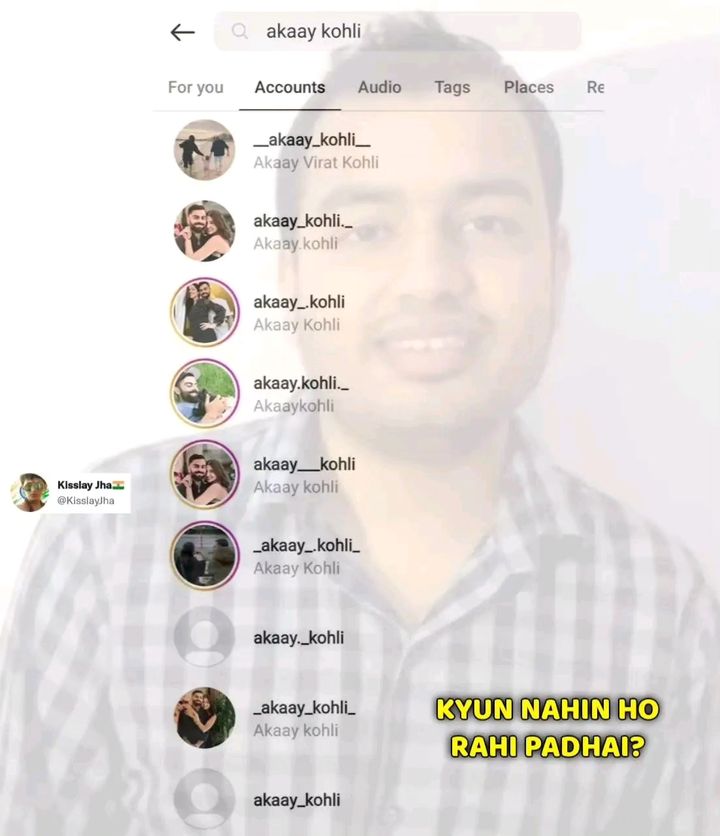 akaay kohli
For you Accounts Audio Tags Places Re
__akaay_kohli__
Akaay Virat Kohli
akaay_kohli._
Akaay.kohli
akaay_.kohli
Akaay Kohli
akaay.kohli._
Akaaykohli
akaay___kohli
Akaay kohli
Kisslay Jha🇮🇳
@KisslayJha
_akaay_.kohli_
Akaay Kohli
akaay._kohli
_akaay_kohli_
Akaay kohli
KYUN NAHIN HO
RAHI PADHAI?
akaay_kohli